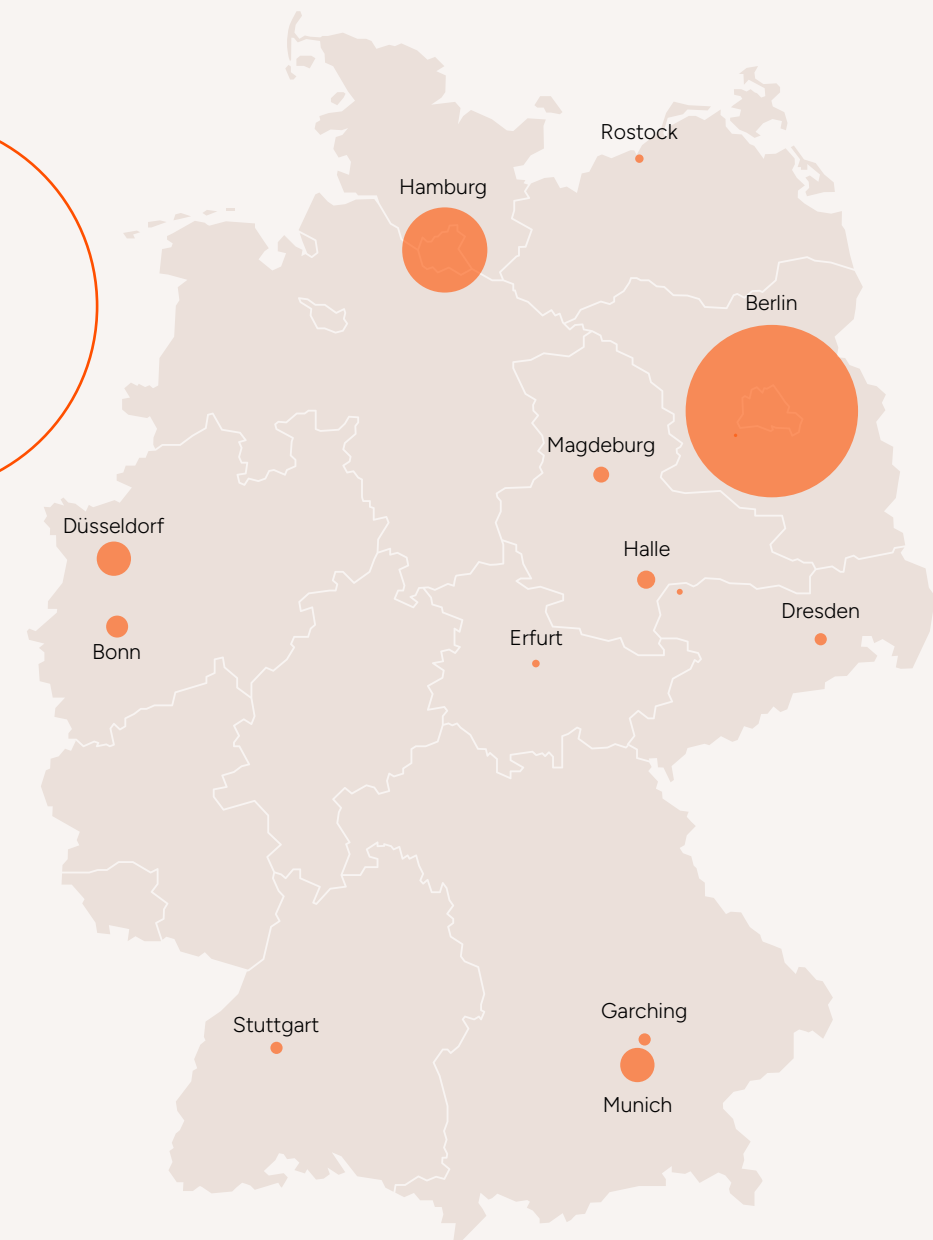 Rostock
Hamburg
Berlin
Magdeburg
Düsseldorf
Halle
Dresden
Erfurt
Bonn
Garching
Stuttgart
Munich